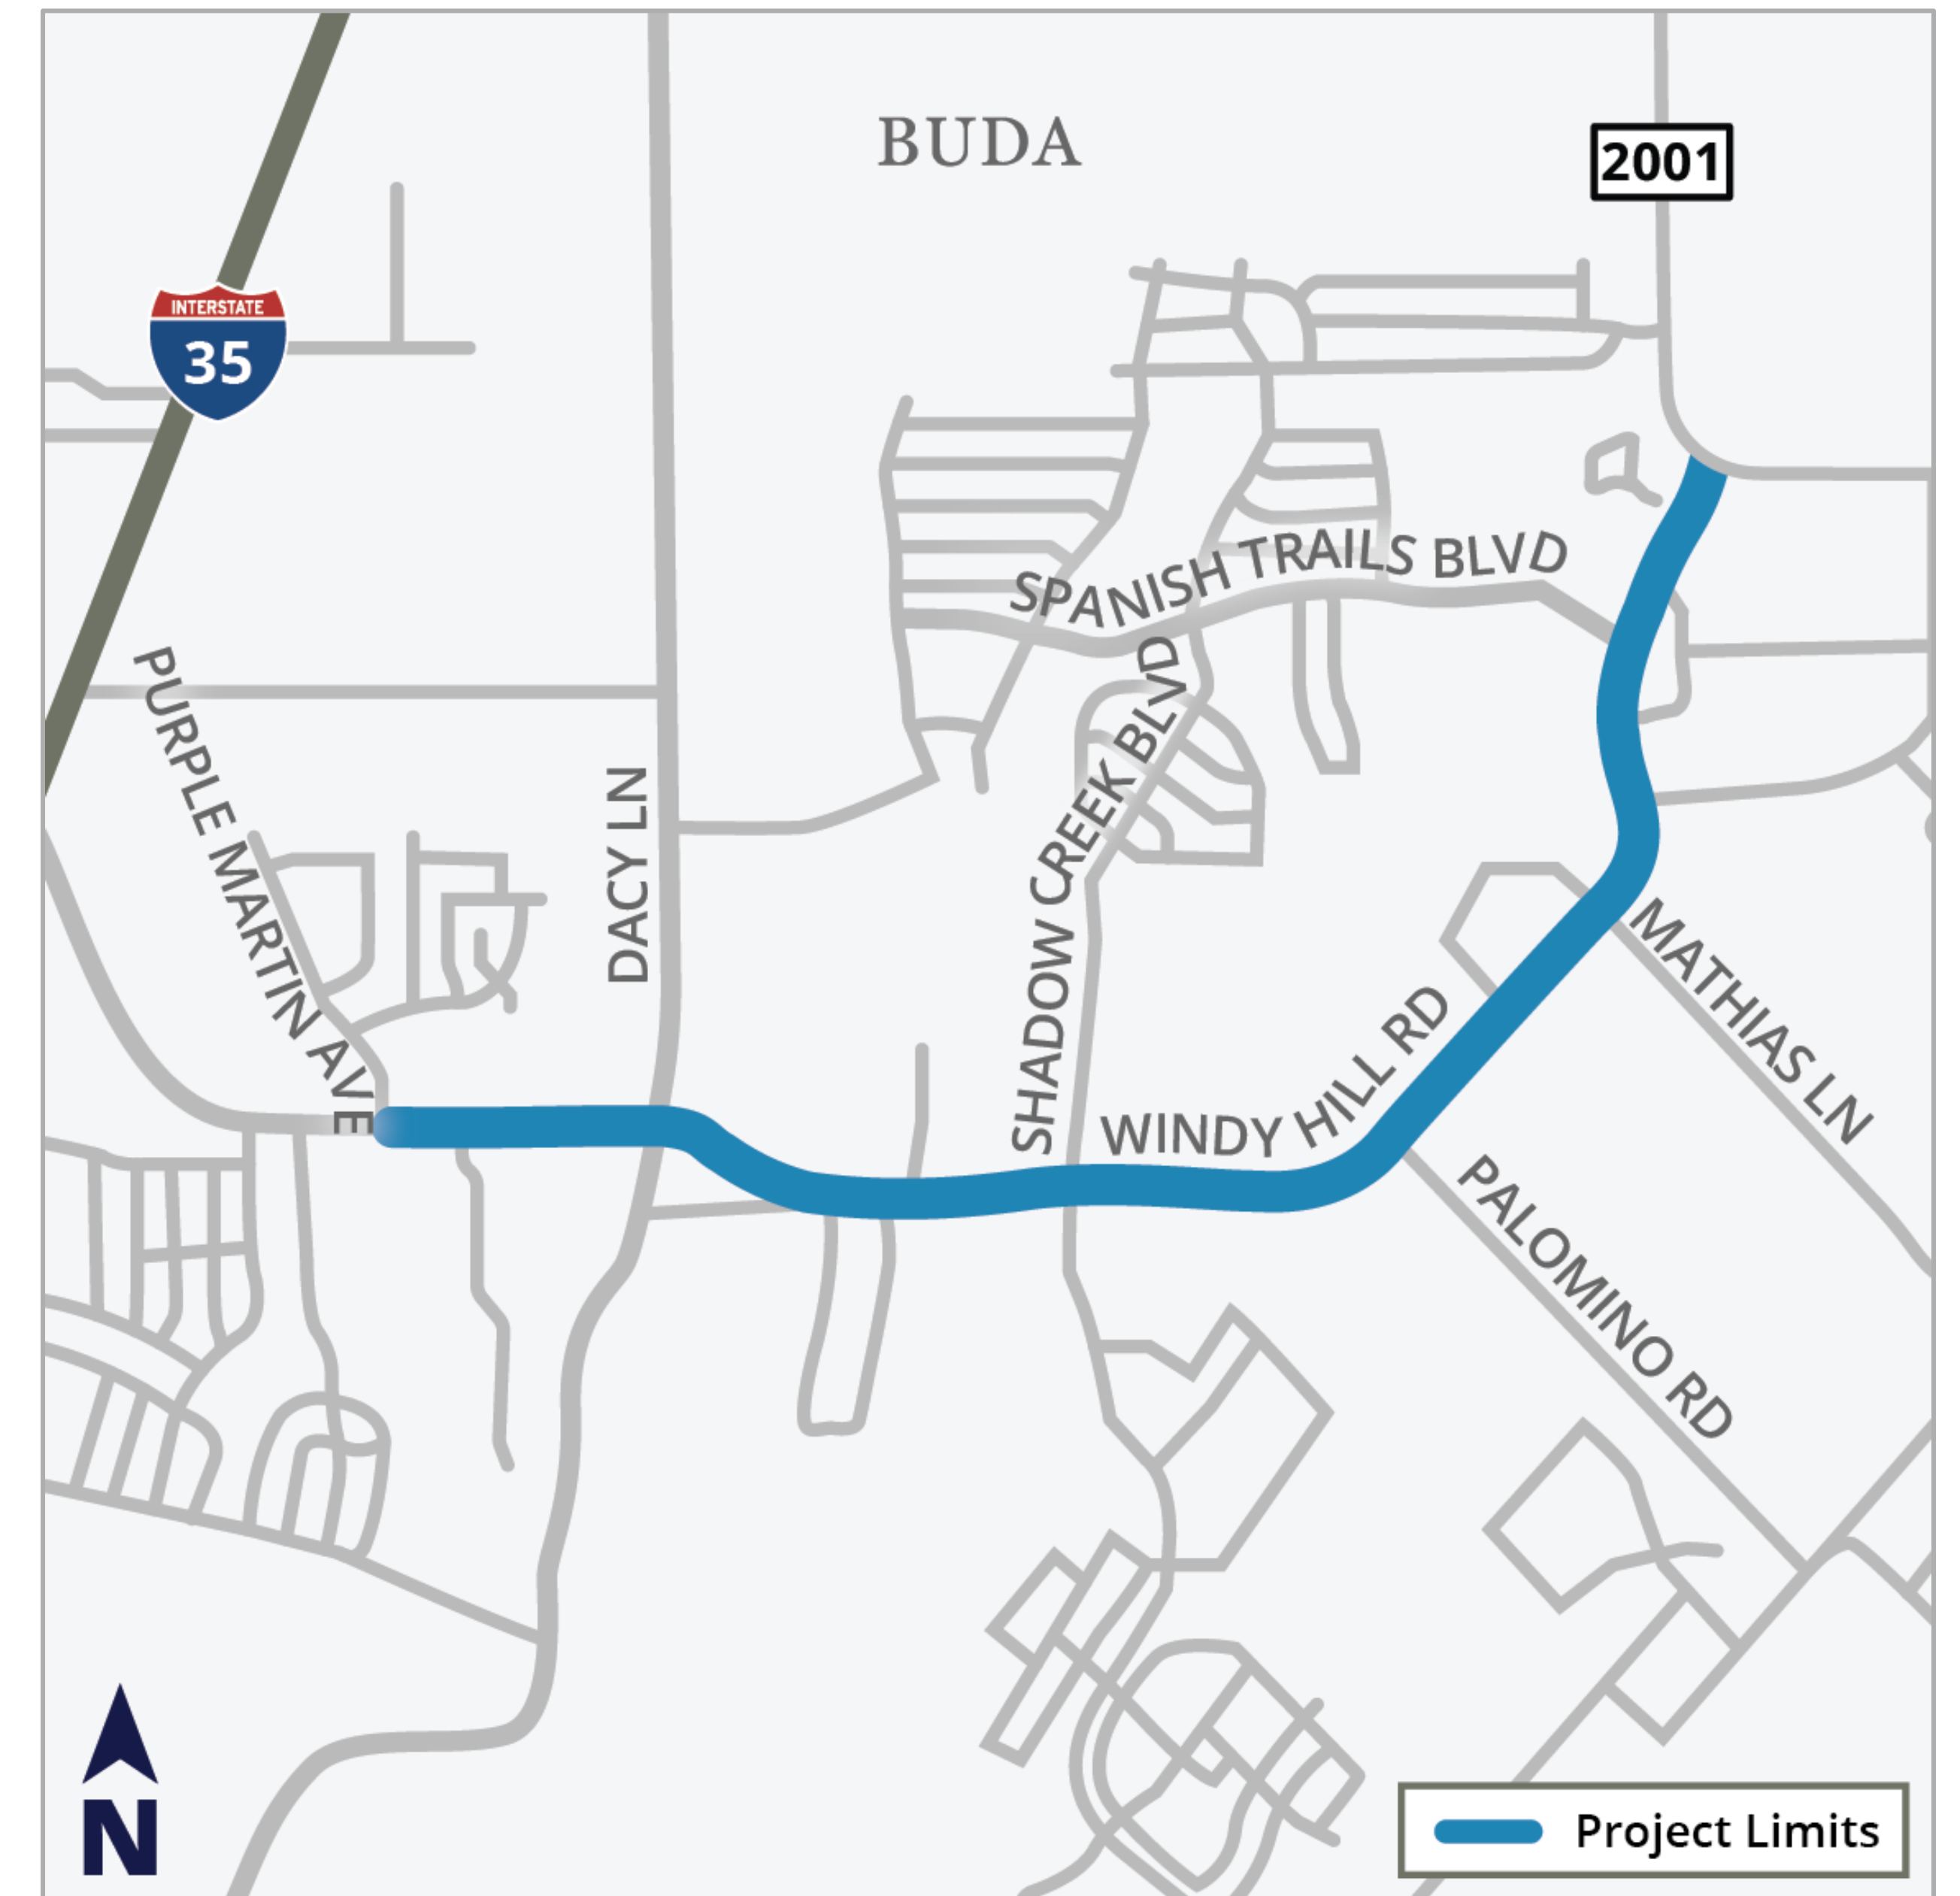 BUDA
2001
INTERSTATE
35
SPANISH TRAILS BLVD
PURPLE MARTIN AVE
DACY LN
SHADOW CREEK BLVD
MATHIAS LN
WINDY HILL RD
PALOMINO RD
N
Project Limits